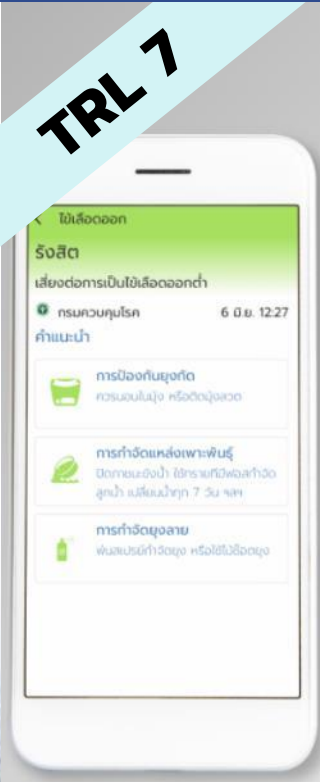 TRL 7
ไข้เลือดออก
รังสิต
เสี่ยงต่อการเป็นไข้เลือดออกต่ำ
กรมควบคุมโรค 6 มิ.ย. 12:27
คำแนะนำ
การป้องกันยุงกัด
ควรนอนในมุ้ง หรือติดมุ้งลวด
การกำจัดแหล่งเพาะพันธุ์
ปิดภาชนะขังน้ำ ใช้ทรายทีมีฟอสกำจัด
ลูกน้ำ เปลี่ยนน้ำทุก 7 วัน ฯลฯ
การกำจัดยุงลาย
พ่นสเปรย์กำจัดยุง หรือใช้ไม้ช็อตยุง